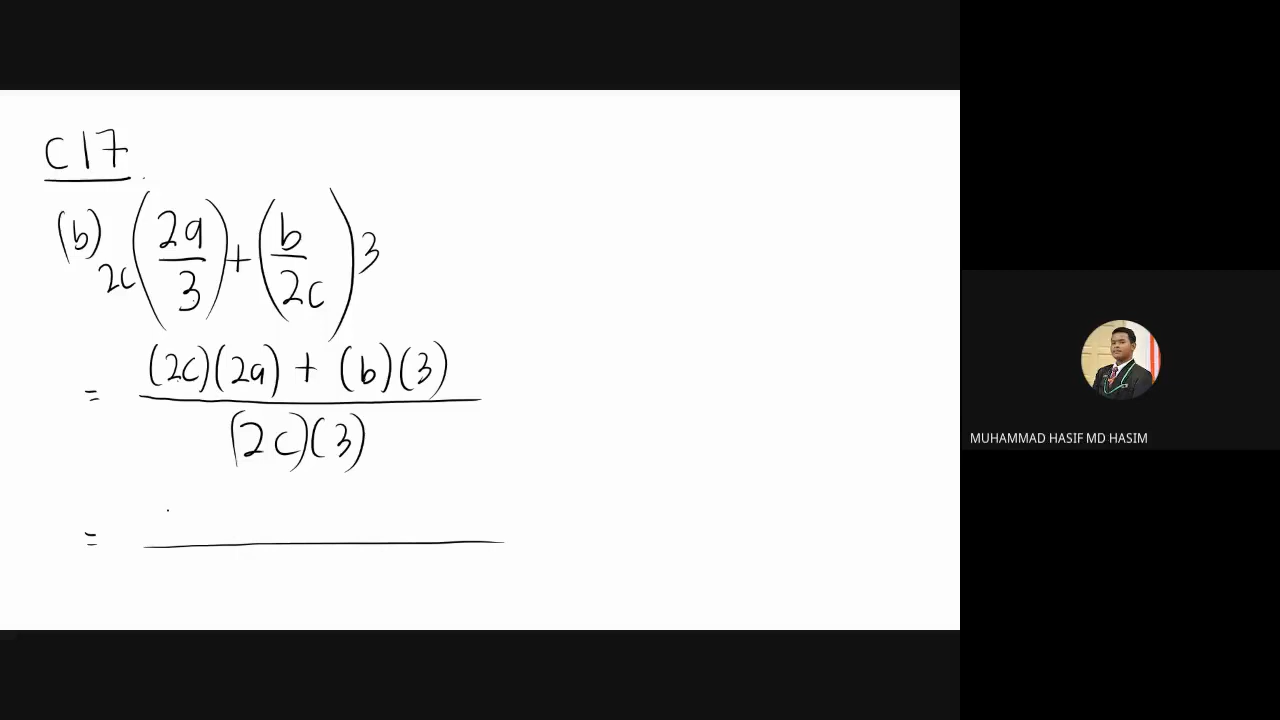 C17
(b) 2c (2a/3) + (b/2c) 3
= (2c)(2a) + (b)(3)
(2c)(3)
=
MUHAMMAD HASIF MD HASIM